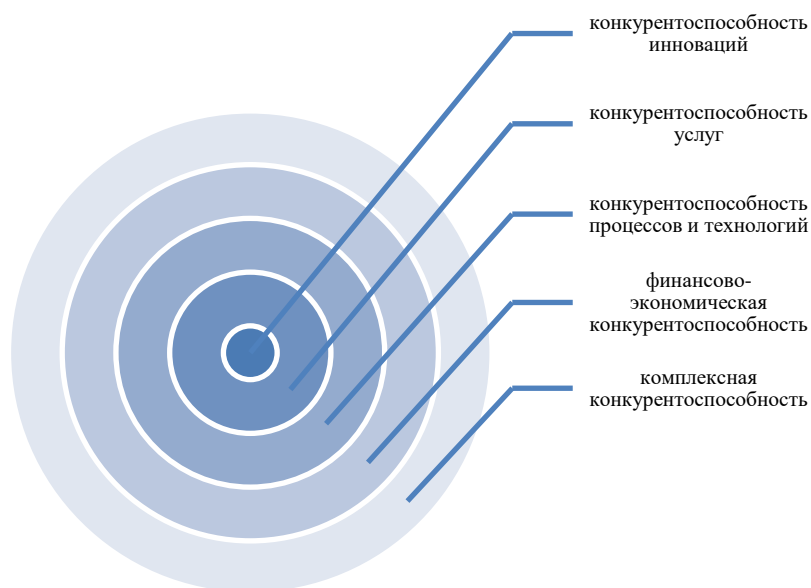 конкурентоспособность
инноваций
конкурентоспособность
услуг
конкурентоспособность
процессов и технологий
финансово-
экономическая
конкурентоспособность
комплексная
конкурентоспособность